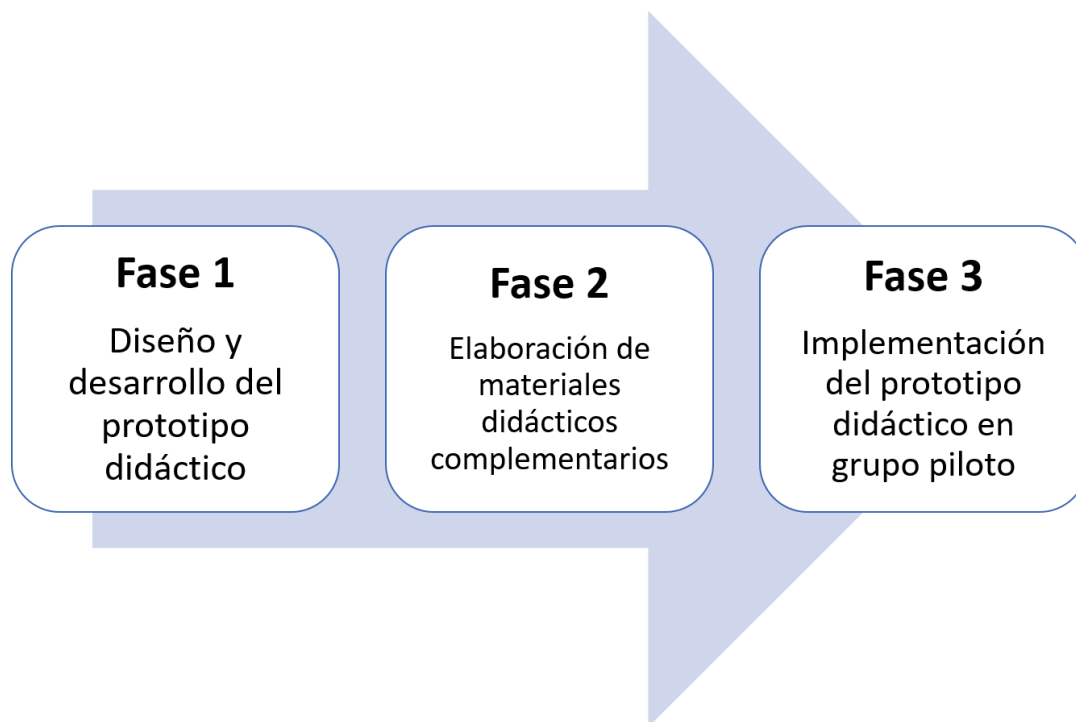 Fase 1
Diseño y
desarrollo del
prototipo
didáctico
Fase 2
Elaboración de
materiales
didácticos
complementarios
Fase 3
Implementación
del prototipo
didáctico en
grupo piloto